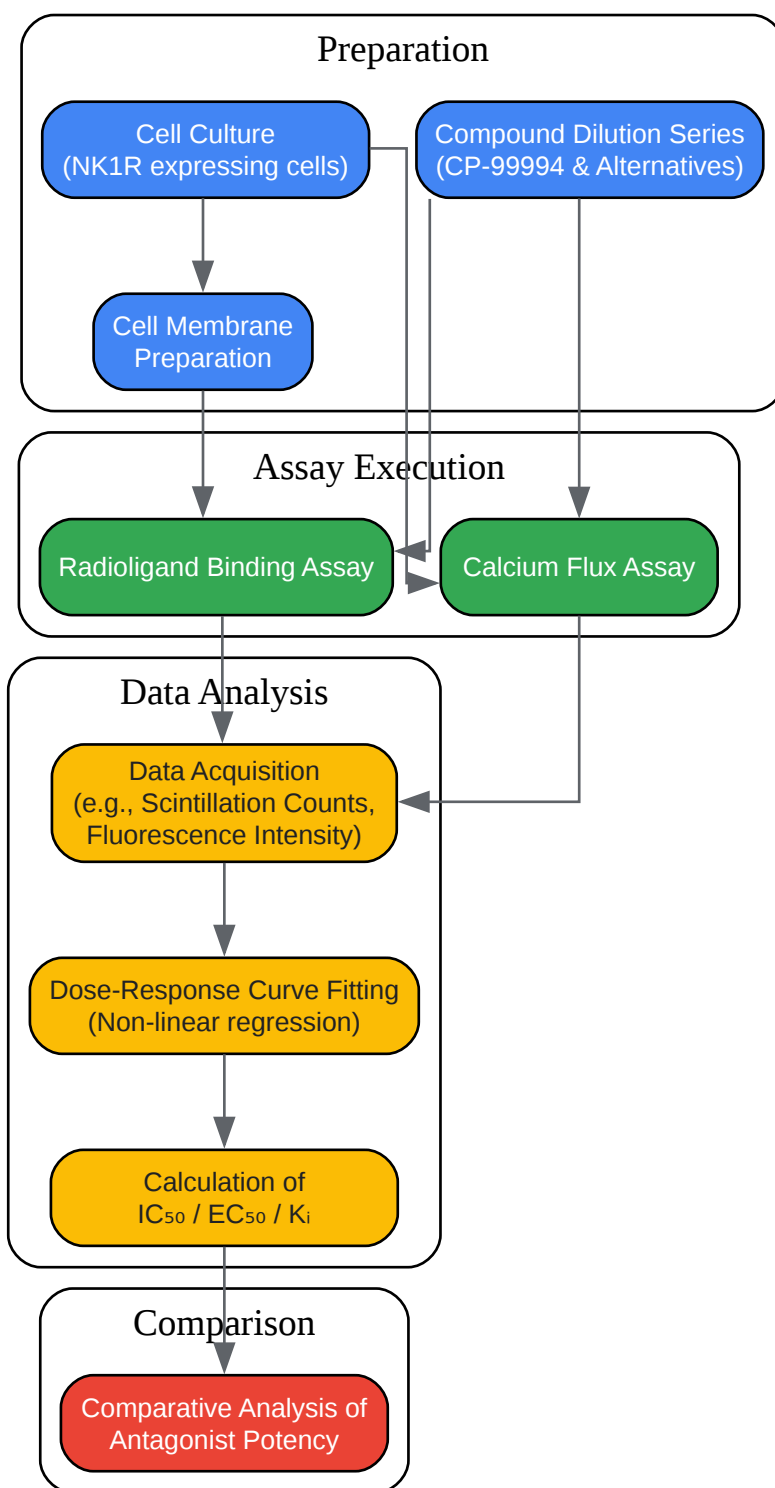 Preparation
Cell Culture
(NK1R expressing cells)
Compound Dilution Series
(CP-99994 & Alternatives)
Cell Membrane
Preparation
Assay Execution
Radioligand Binding Assay
Calcium Flux Assay
Data Analysis
Data Acquisition
(e.g., Scintillation Counts,
Fluorescence Intensity)
Dose-Response Curve Fitting
(Non-linear regression)
Calculation of
IC₅₀ / EC₅₀ / Kᵢ
Comparison
Comparative Analysis of
Antagonist Potency